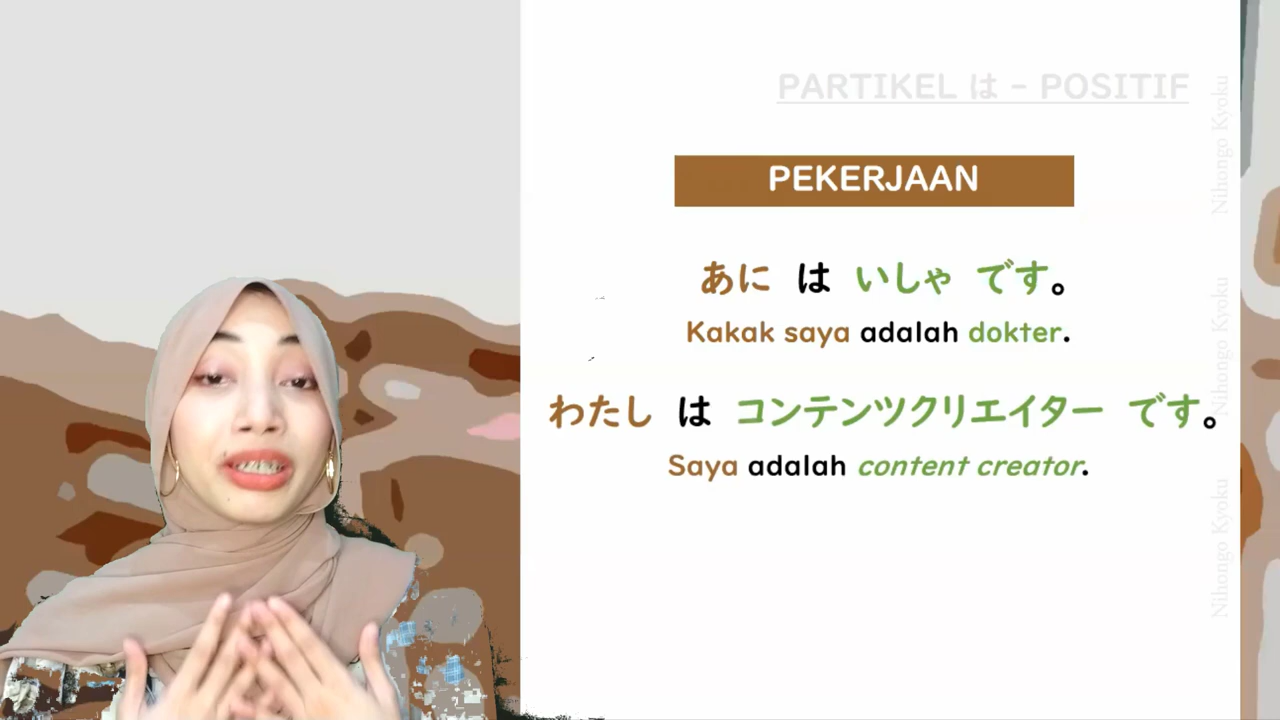 PARTIKEL は - POSITIF
PEKERJAAN
あに は いしゃ です。
Kakak saya adalah dokter.
わたし は コンテンツクリエイター です。
Saya adalah content creator.
Nihongo Kyoku
Nihongo Kyoku
Nihongo Kyoku